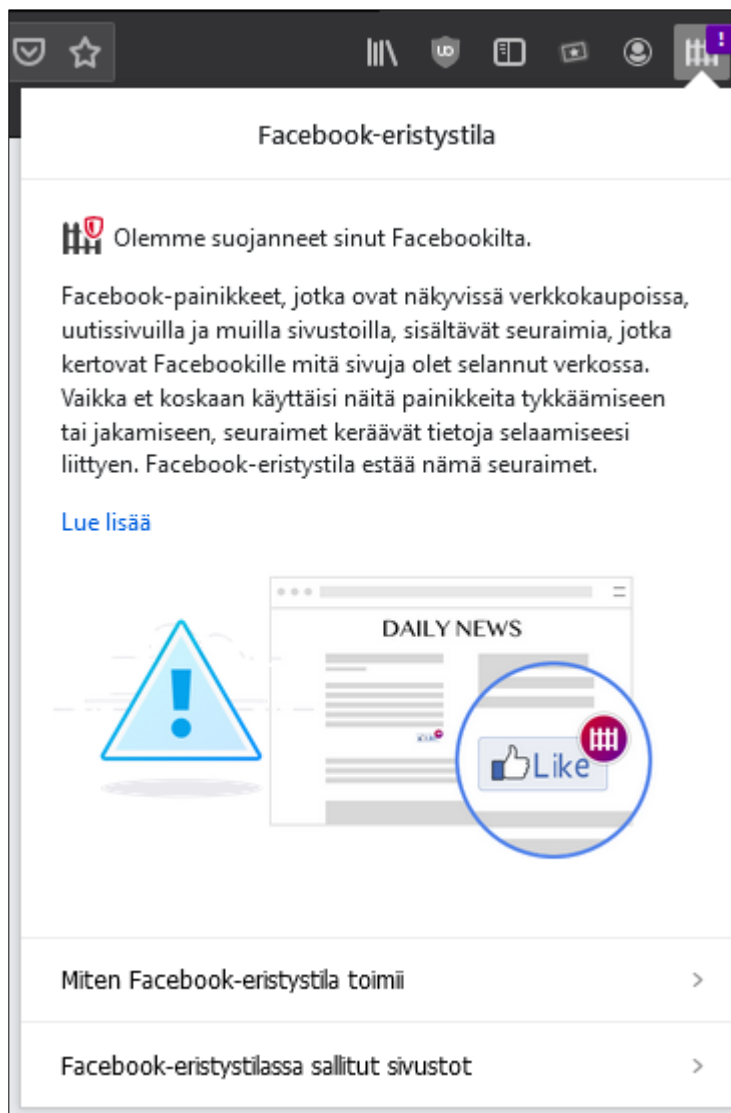 Facebook-eristystila
Olemme suojanneet sinut Facebookilta.
Facebook-painikkeet, jotka ovat näkyvissä verkkokaupoissa,
uutissivuilla ja muilla sivustoilla, sisältävät seuraimia, jotka
kertovat Facebookille mitä sivuja olet selannut verkossa.
Vaikka et koskaan käyttäisi näitä painikkeita tykkäämiseen
tai jakamiseen, seuraimet keräävät tietoja selaamiseesi
liittyen. Facebook-eristystila estää nämä seuraimet.
Lue lisää
DAILY NEWS
Like
Miten Facebook-eristystila toimii
Facebook-eristystilassa sallitut sivustot